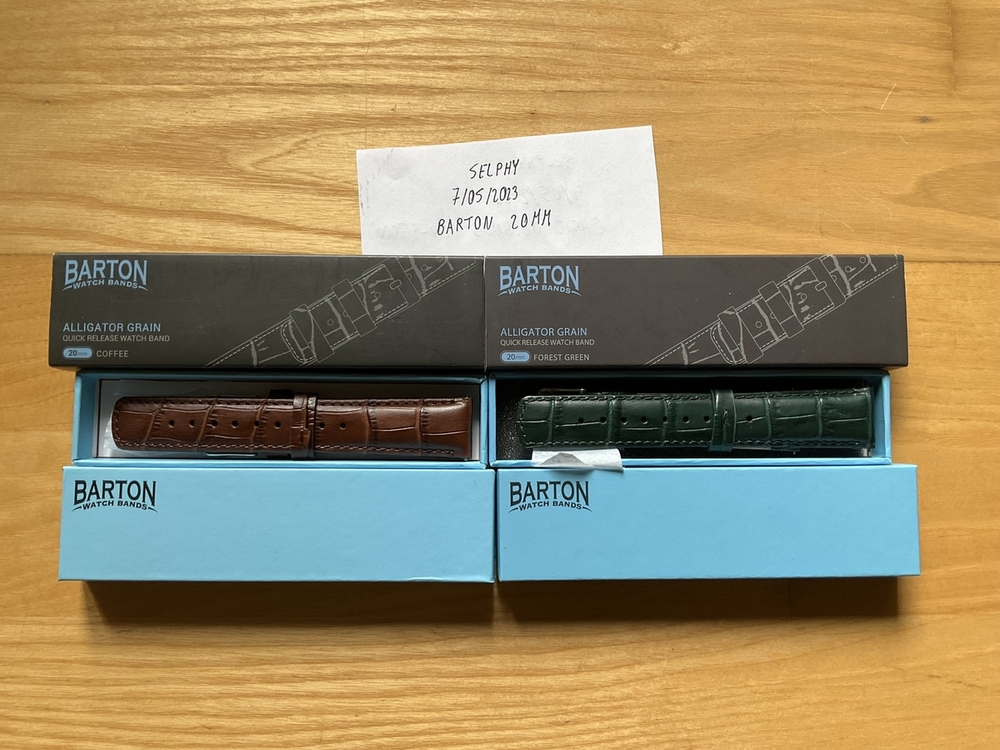 SELPHY
7/05/2023
BARTON 20MM
BARTON
WATCH BANDS
ALLIGATOR GRAIN
QUICK RELEASE WATCH BAND
20mm COFFEE
BARTON
WATCH BANDS
ALLIGATOR GRAIN
QUICK RELEASE WATCH BAND
20mm FOREST GREEN
BARTON
WATCH BANDS
BARTON
WATCH BANDS